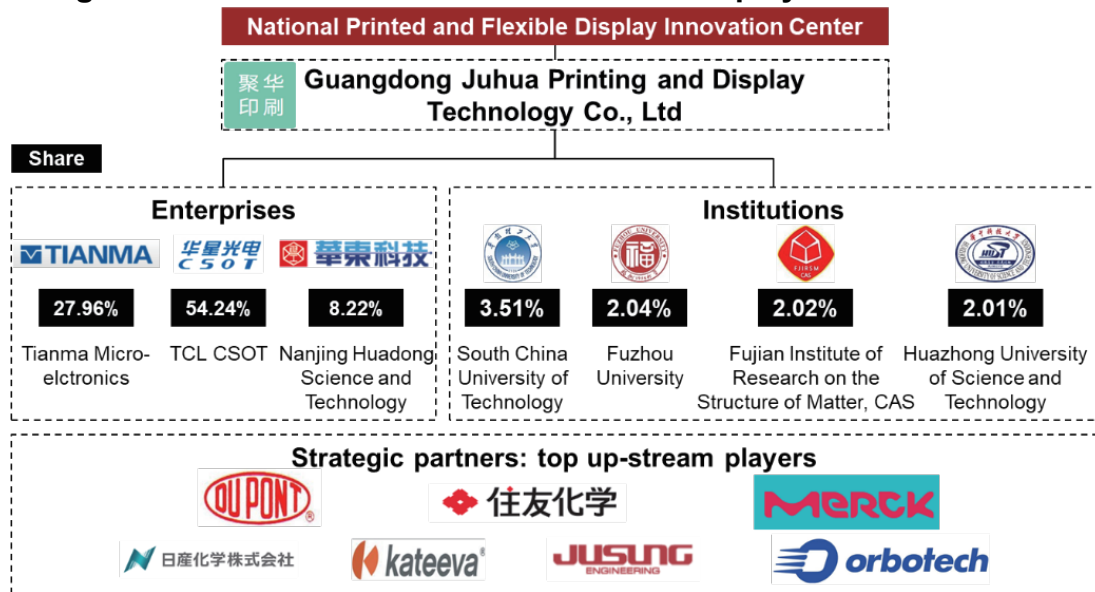 National Printed and Flexible Display Innovation Center
聚华
印刷
Guangdong Juhua Printing and Display
Technology Co., Ltd
Share
Enterprises
TIANMA
华星光电
CSOT
華東科技
27.96%
54.24%
8.22%
Tianma Micro-
elctronics
TCL CSOT
Nanjing Huadong
Science and
Technology
Institutions
3.51%
2.04%
2.02%
2.01%
South China
University of
Technology
Fuzhou
University
Fujian Institute of
Research on the
Structure of Matter, CAS
Huazhong University
of Science and
Technology
Strategic partners: top up-stream players
DUPONT®
住友化学
MERCK
日産化学株式会社
kateeva®
JUSUNG
ENGINEERING
orbotech